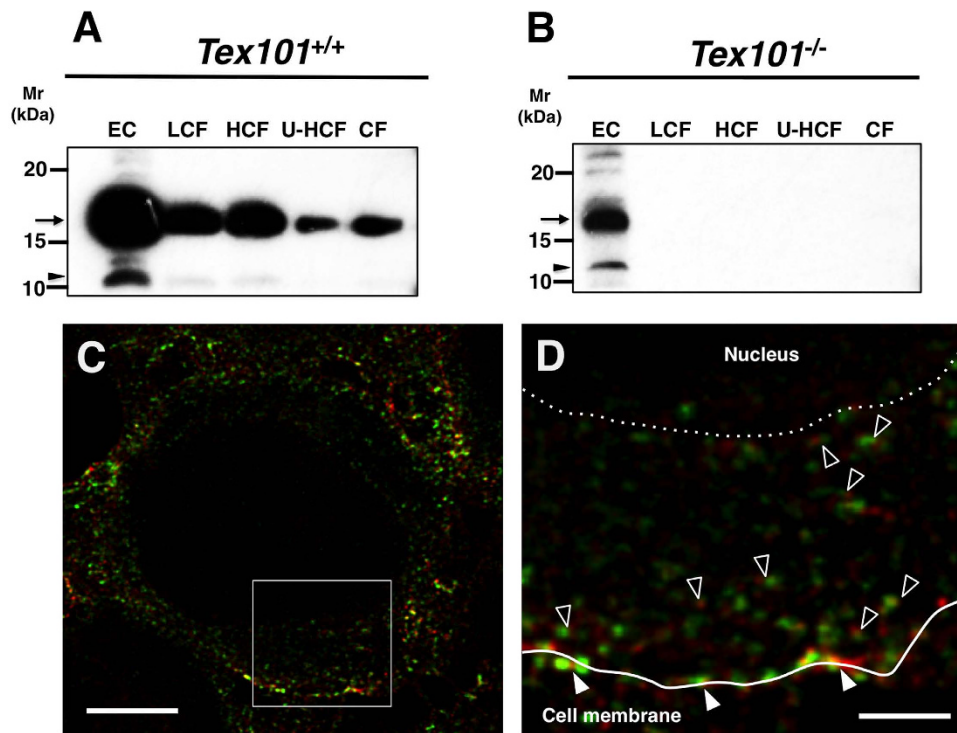 A
Tex101+/+
Mr
(kDa)
EC LCF HCF U-HCF CF
20
15
10
B
Tex101-/-
Mr
(kDa)
EC LCF HCF U-HCF CF
20
15
10
C
D
Nucleus
Cell membrane